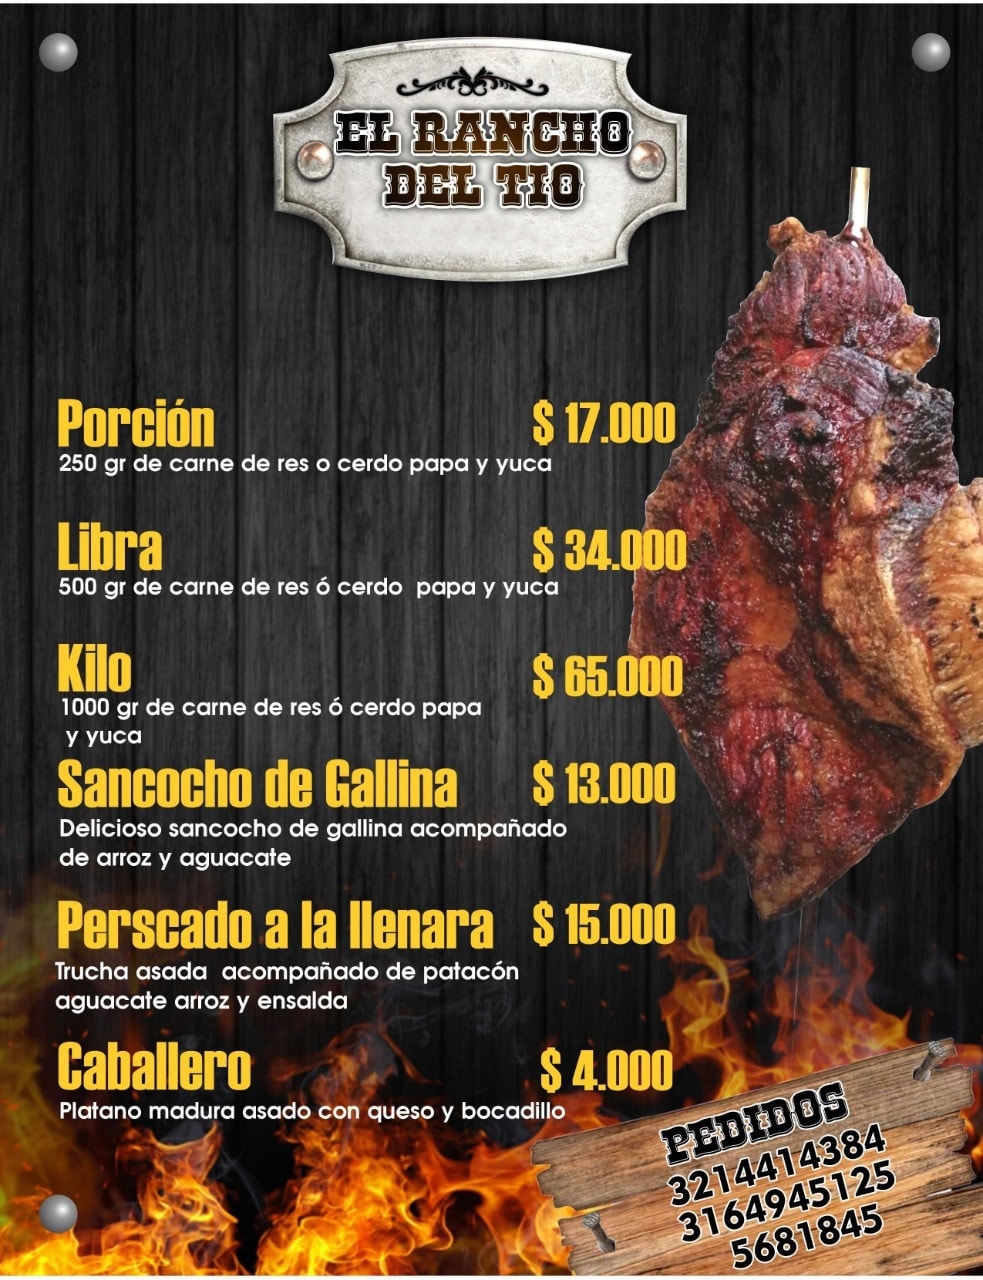 EL RANCHO
DEL TIO
Porción $ 17.000
250 gr de carne de res o cerdo papa y yuca
Libra $ 34.000
500 gr de carne de res ó cerdo papa y yuca
Kilo $ 65.000
1000 gr de carne de res ó cerdo papa
y yuca
Sancocho de Gallina $ 13.000
Delicioso sancocho de gallina acompañado
de arroz y aguacate
Perscado a la llenara $ 15.000
Trucha asada acompañado de patacón
aguacate arroz y ensalda
Caballero $ 4.000
Platano madura asado con queso y bocadillo
PEDIDOS
3214414384
3164945125
5681845